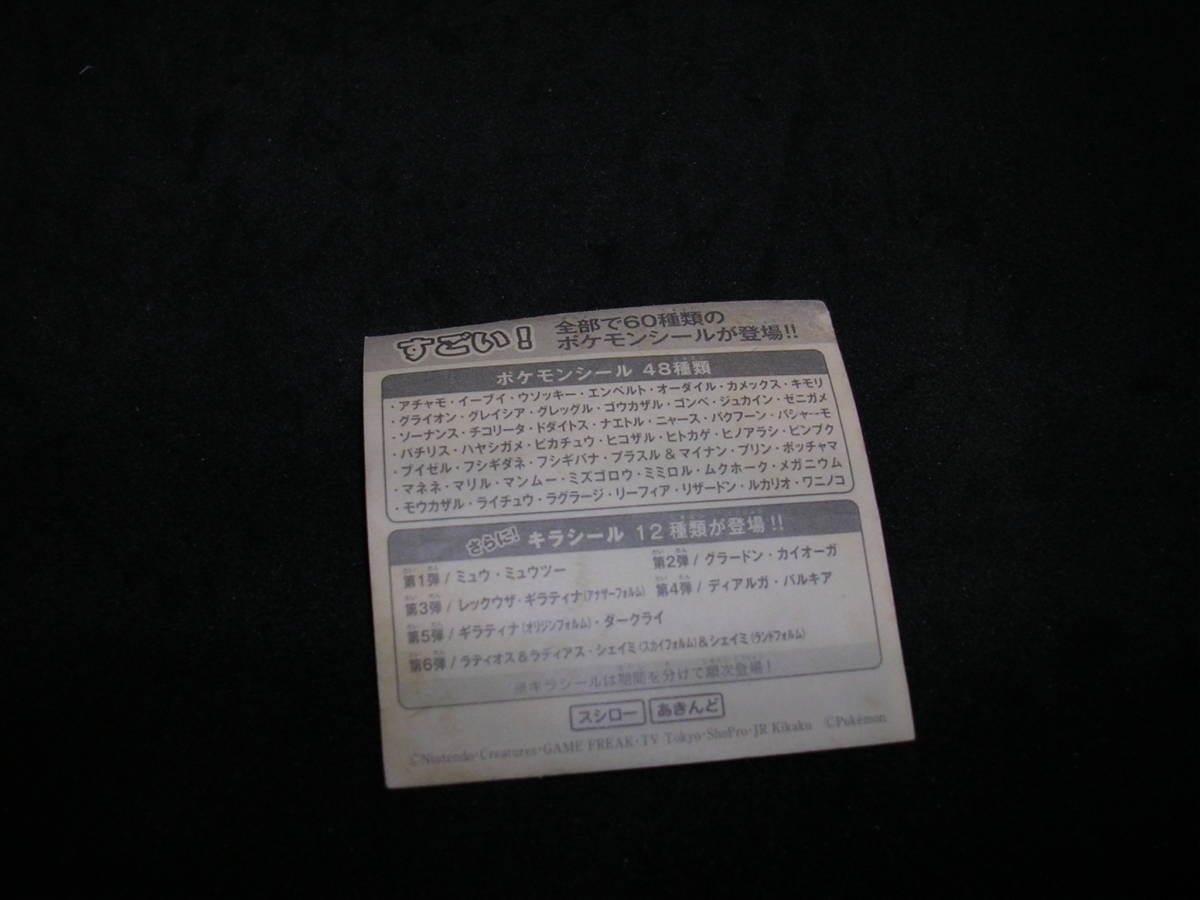 すごい!
全部で60種類の
ポケモンシールが登場!!
ポケモンシール 48種類
・アチャモ・イーブイ・ウソッキー・エンペルト・オーダイル・カメックス・キモリ
・グライオン・グレイシア・グレッグル・ゴウカザル・ゴンベ・ジュカイン・ゼニガメ
・ソーナンス・チコリータ・ドダイトス・ナエトル・ニャース・バクフーン・バシャーモ
・パチリス・ハヤシガメ・ピカチュウ・ヒコザル・ヒトカゲ・ヒノアラシ・ピンプク
・ブイゼル・フシギダネ・フシギバナ・プラスル&マイナン・プリン・ポッチャマ
・マネネ・マリル・マンムー・ミズゴロウ・ミミロル・ムクホーク・メガニウム
・モウカザル・ライチュウ・ラグラージ・リーフィア・リザードン・ルカリオ・ワニノコ
さらに! キラシール 12種類が登場!!
第1弾/ミュウ・ミュウツー 第2弾/グラードン・カイオーガ
第3弾/レックウザ・ギラティナ(アナザーフォルム) 第4弾/ディアルガ・パルキア
第5弾/ギラティナ(オリジンフォルム)・ダークライ
第6弾/ラティオス&ラティアス・シェイミ(スカイフォルム)&シェイミ(ランドフォルム)
※キラシールは期間を分けて順次登場!
スシロー あきんど
©Nintendo・Creatures・GAME FREAK・TV Tokyo・ShoPro・JR Kikaku ©Pokémon